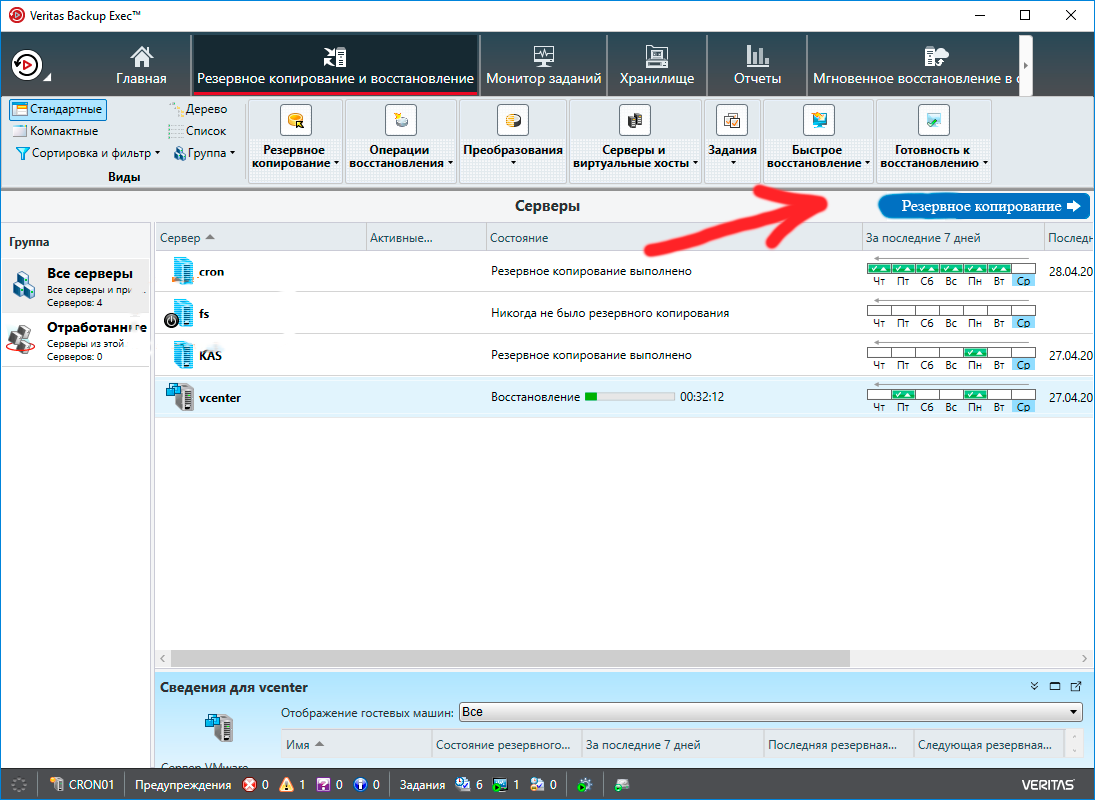 Veritas Backup Exec™
Главная
Резервное копирование и восстановление
Монитор заданий
Хранилище
Отчеты
Мгновенное восстановление в
Стандартные
Компактные
Сортировка и фильтр
Дерево
Список
Группа
Виды
Резервное
копирование
Операции
восстановления
Преобразования
Серверы и
виртуальные хосты
Задания
Быстрое
восстановление
Готовность к
восстановлению
Серверы
Резервное копирование
Группа
Все серверы
Все серверы и при
Серверов: 4
Отработанные
Серверы из этой
Серверов: 0
Сервер Активные... Состояние За последние 7 дней Последн
cron Резервное копирование выполнено 28.04.20
Чт Пт Сб Вс Пн Вт Ср
fs Никогда не было резервного копирования
Чт Пт Сб Вс Пн Вт Ср
KAS Резервное копирование выполнено 27.04.20
Чт Пт Сб Вс Пн Вт Ср
vcenter Восстановление 00:32:12 27.04.20
Чт Пт Сб Вс Пн Вт Ср
Сведения для vcenter
Отображение гостевых машин: Все
Имя Состояние резервного... За последние 7 дней Последняя резервная... Следующая резервная...
Сервер VMware
CRON01 Предупреждения 0 1 0 0 Задания 6 1 0 VERITAS